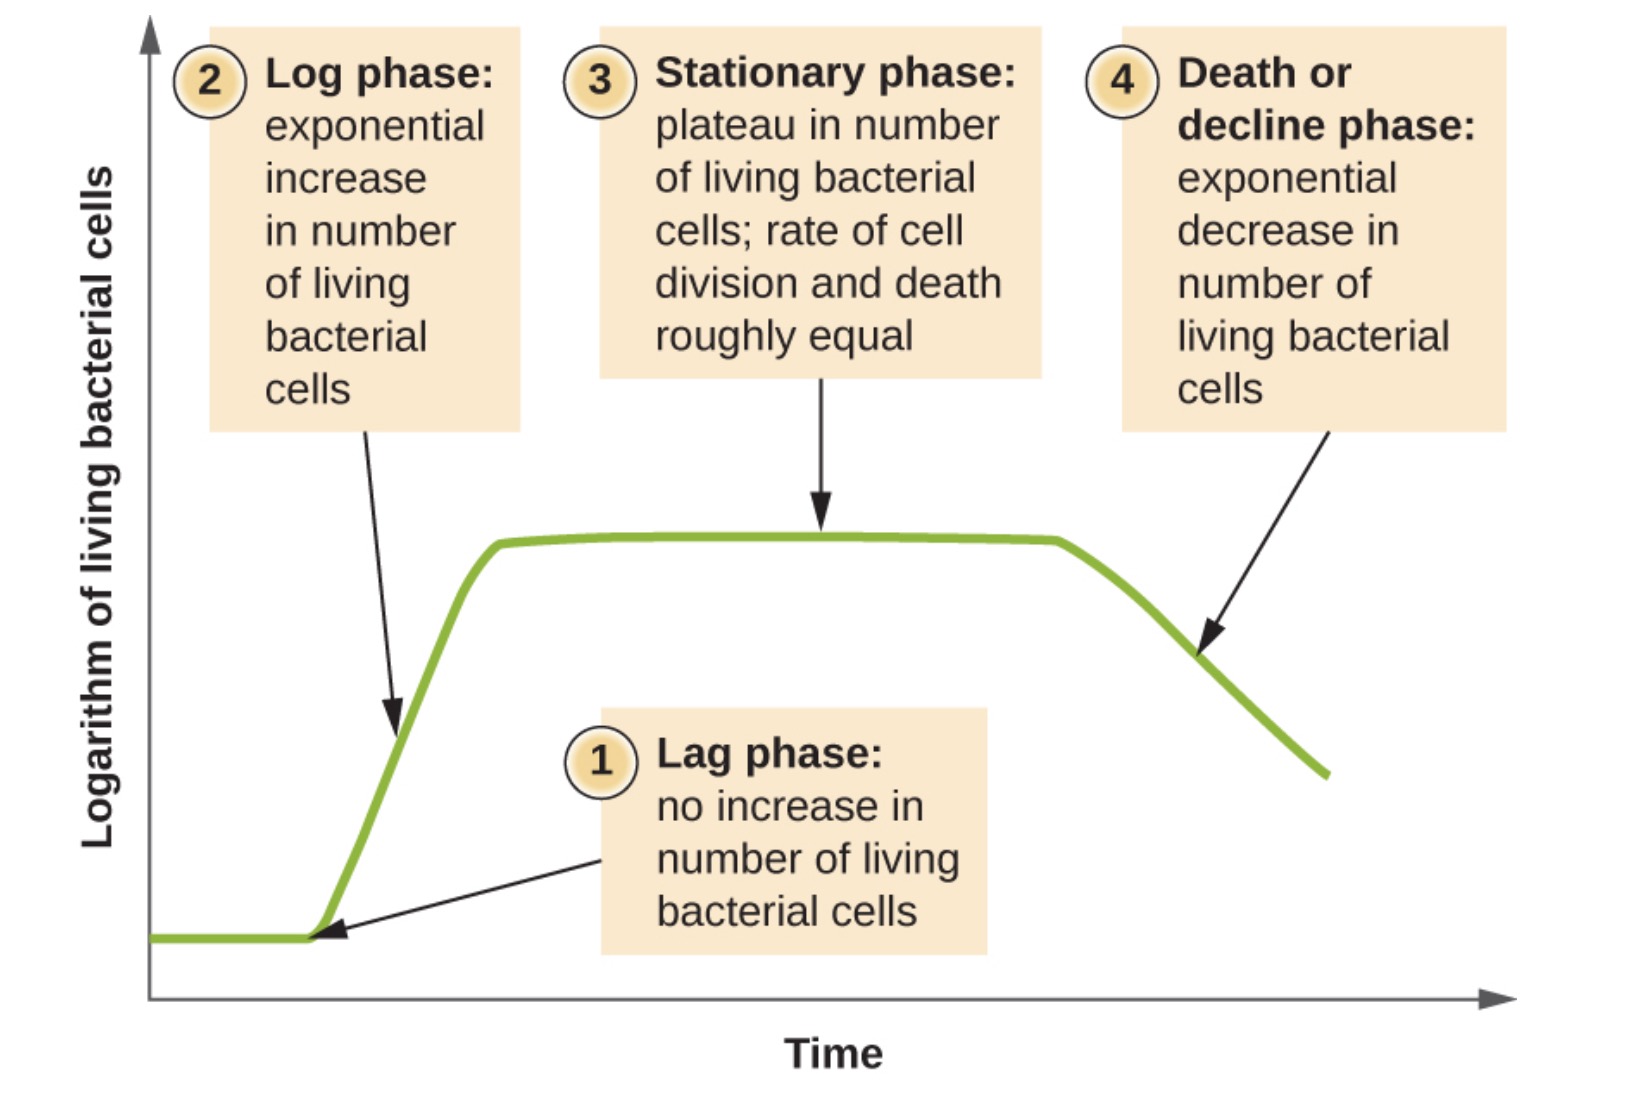 2
Log phase:
exponential
increase
in number
of living
bacterial
cells
3
Stationary phase:
plateau in number
of living bacterial
cells; rate of cell
division and death
roughly equal
4
Death or
decline phase:
exponential
decrease in
number of
living bacterial
cells
Logarithm of living bacterial cells
1
Lag phase:
no increase in
number of living
bacterial cells
Time